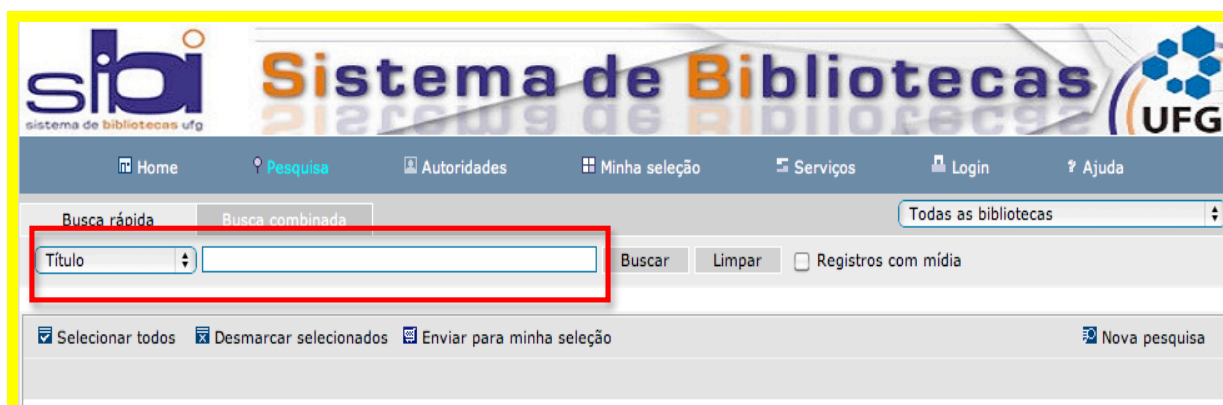 sibi
sistema de bibliotecas ufg
Sistema de Bibliotecas
UFG
Home Pesquisa Autoridades Minha seleção Serviços Login Ajuda
Busca rápida Busca combinada Todas as bibliotecas
Título Buscar Limpar Registros com mídia
Selecionar todos Desmarcar selecionados Enviar para minha seleção Nova pesquisa